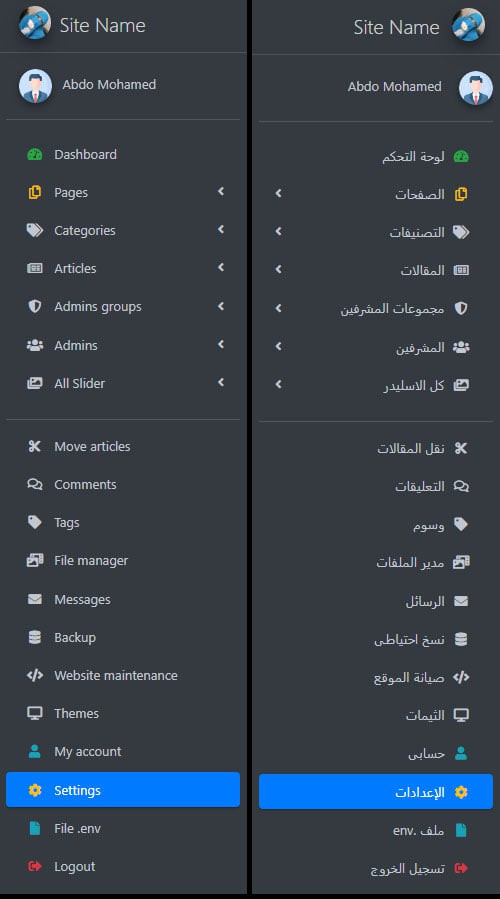 Site Name
Abdo Mohamed
Dashboard
Pages
Categories
Articles
Admins groups
Admins
All Slider
Move articles
Comments
Tags
File manager
Messages
Backup
Website maintenance
Themes
My account
Settings
File .env
Logout
Site Name
Abdo Mohamed
لوحة التحكم
الصفحات
التصنيفات
المقالات
مجموعات المشرفين
المشرفين
كل الاسليدر
نقل المقالات
التعليقات
وسوم
مدير الملفات
الرسائل
نسخ احتياطى
صيانة الموقع
الثيمات
حسابى
الإعدادات
ملف .env
تسجيل الخروج